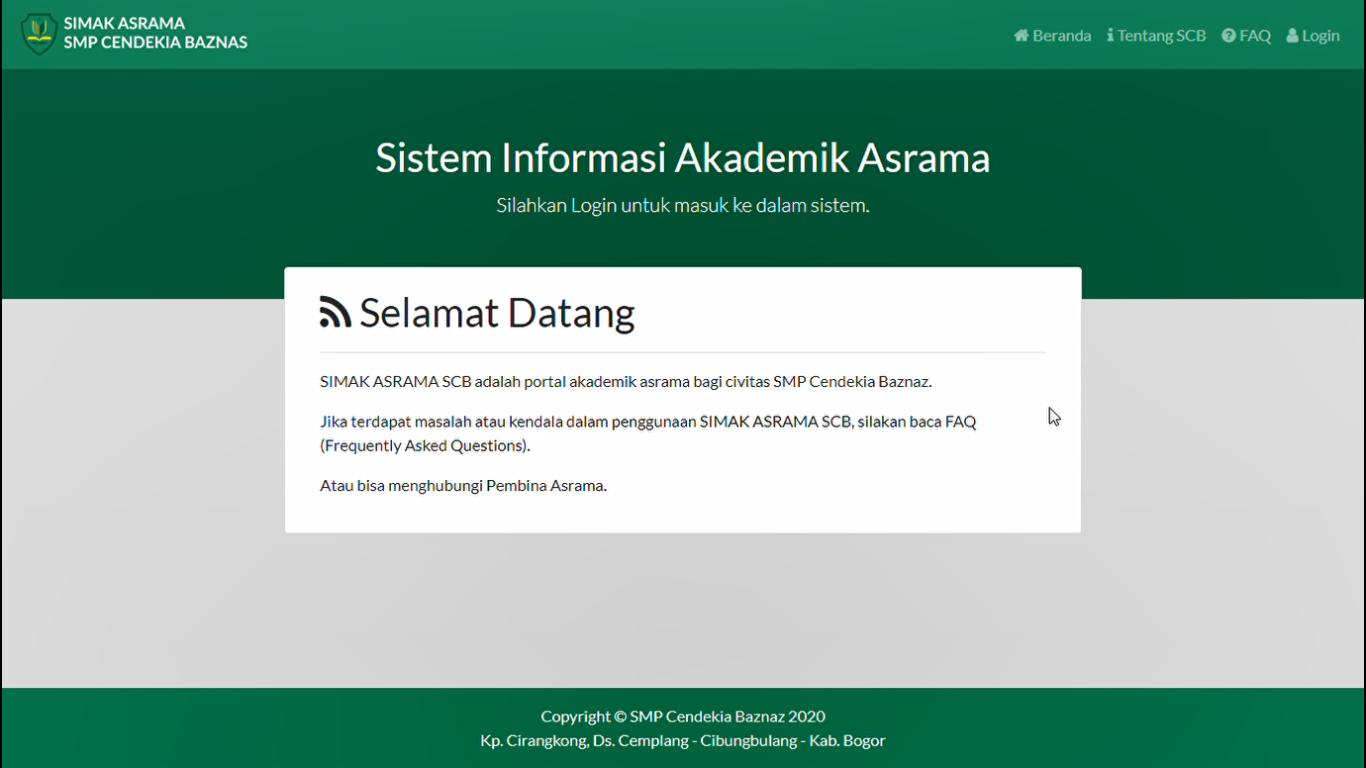 SIMAK ASRAMA
SMP CENDEKIA BAZNAS
Beranda
Tentang SCB
FAQ
Login
Sistem Informasi Akademik Asrama
Silahkan Login untuk masuk ke dalam sistem.
Selamat Datang
SIMAK ASRAMA SCB adalah portal akademik asrama bagi civitas SMP Cendekia Baznaz.
Jika terdapat masalah atau kendala dalam penggunaan SIMAK ASRAMA SCB, silakan baca FAQ
(Frequently Asked Questions).
Atau bisa menghubungi Pembina Asrama.
Copyright © SMP Cendekia Baznaz 2020
Kp. Cirangkong, Ds. Cemplang - Cibungbulang - Kab. Bogor